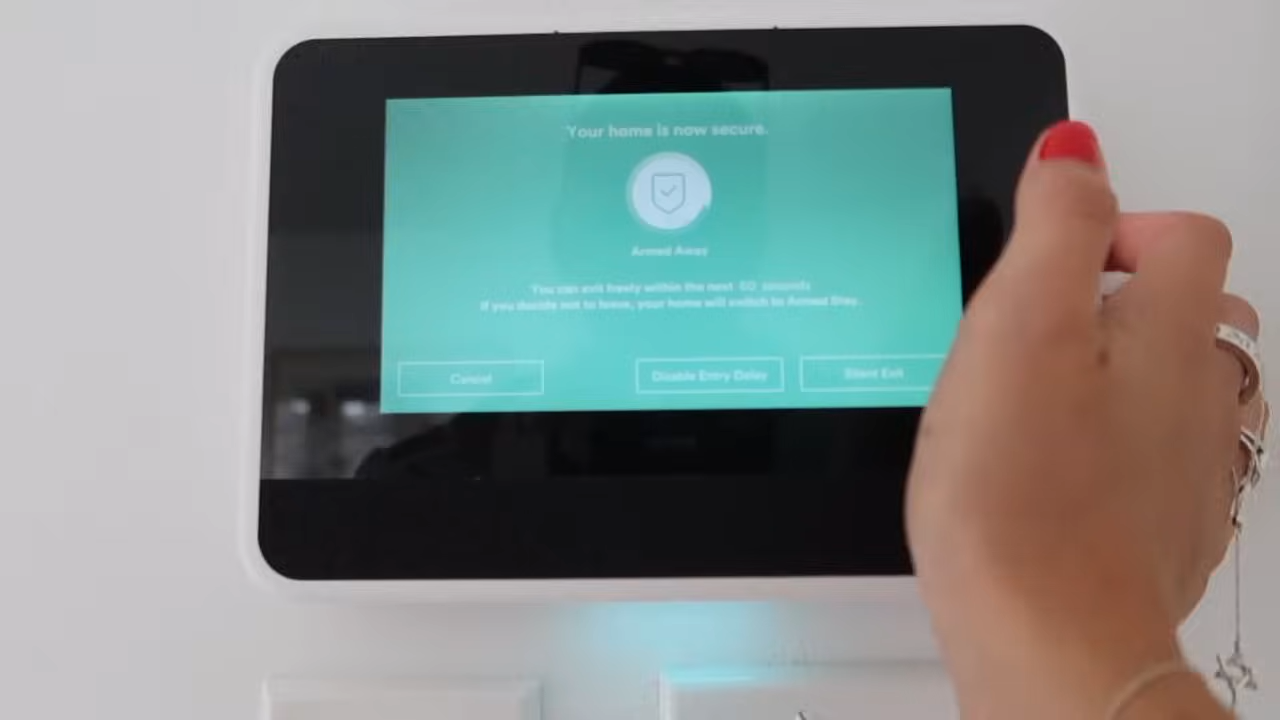 Your home is now secure.
Armed Away
You can exit freely within the next 60 seconds
If you decide not to leave, your home will switch to Armed Stay.
Cancel
Disable Entry Delay
Silent Exit